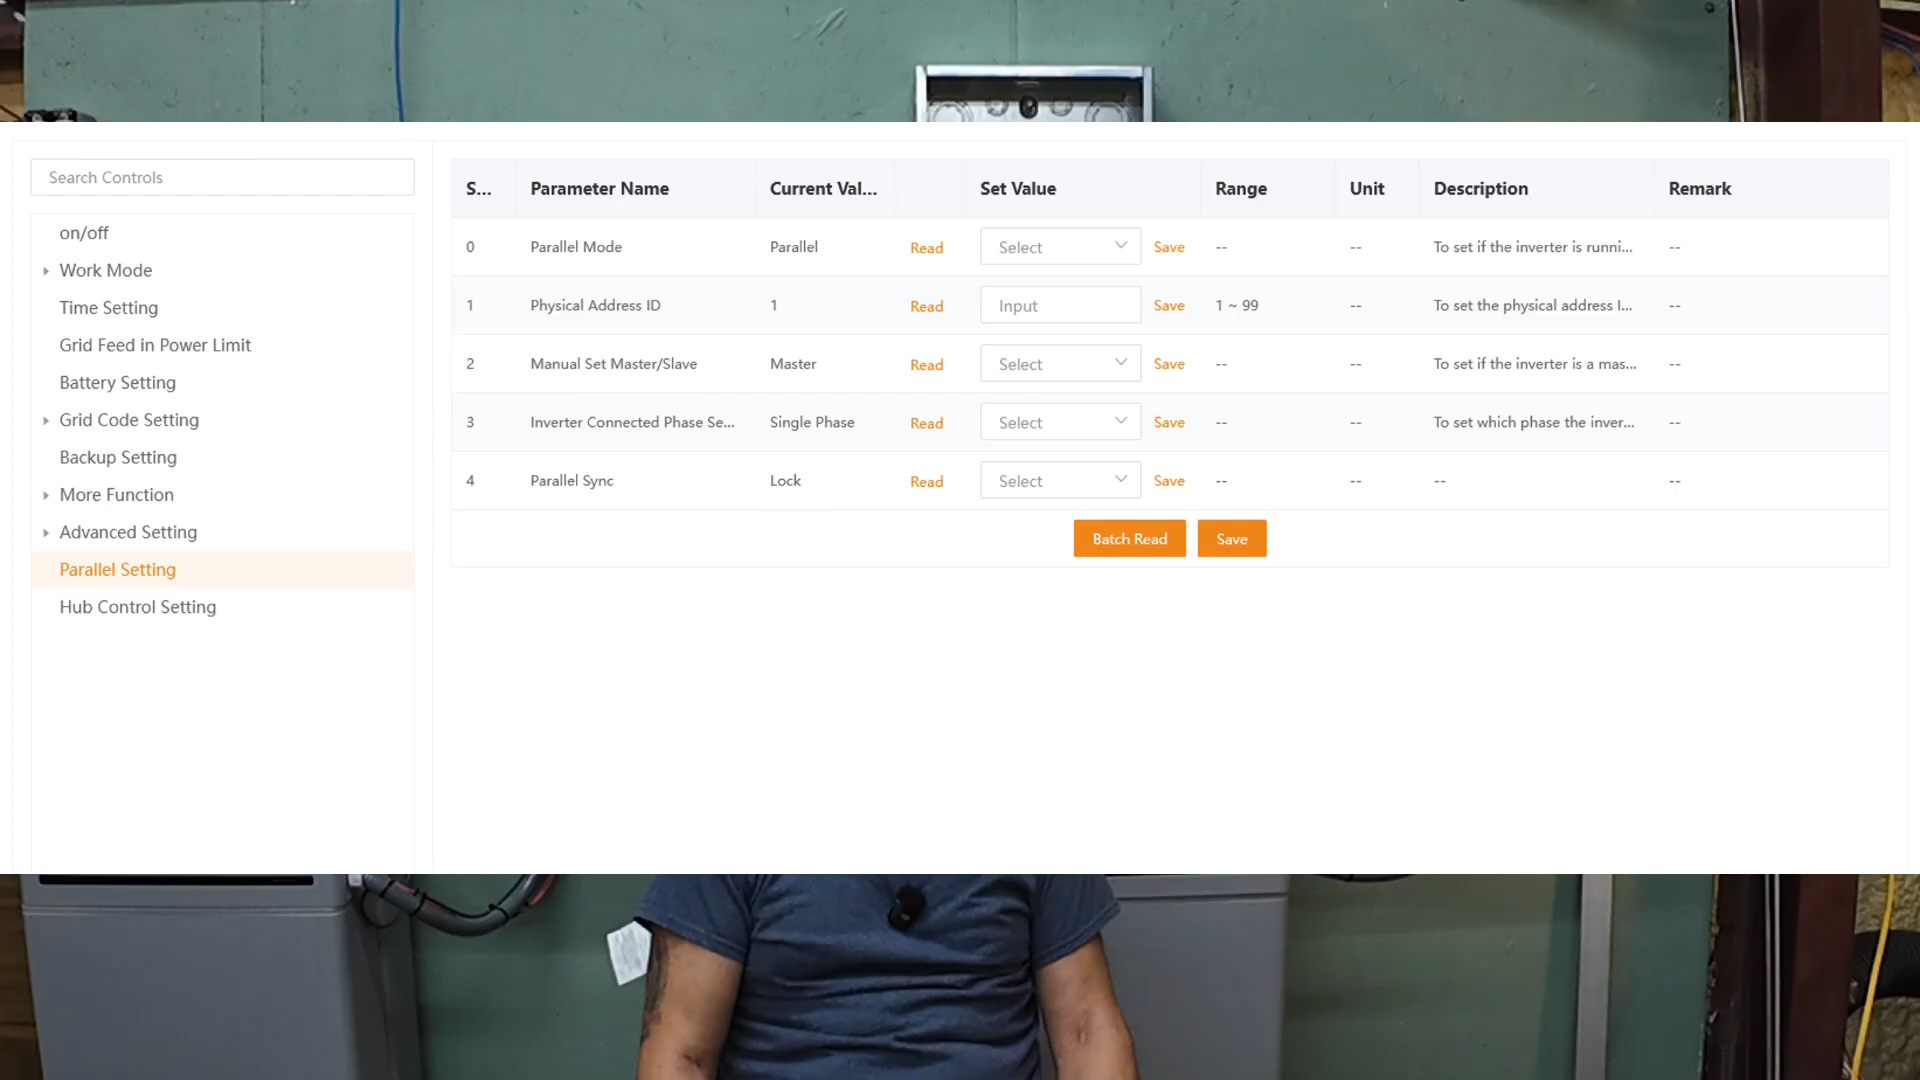 Search Controls
on/off
Work Mode
Time Setting
Grid Feed in Power Limit
Battery Setting
Grid Code Setting
Backup Setting
More Function
Advanced Setting
Parallel Setting
Hub Control Setting
S... Parameter Name Current Val... Set Value Range Unit Description Remark
0 Parallel Mode Parallel Read Select Save -- -- To set if the inverter is runni... --
1 Physical Address ID 1 Read Input Save 1 ~ 99 -- To set the physical address I... --
2 Manual Set Master/Slave Master Read Select Save -- -- To set if the inverter is a mas... --
3 Inverter Connected Phase Se... Single Phase Read Select Save -- -- To set which phase the inver... --
4 Parallel Sync Lock Read Select Save -- -- -- --
Batch Read Save